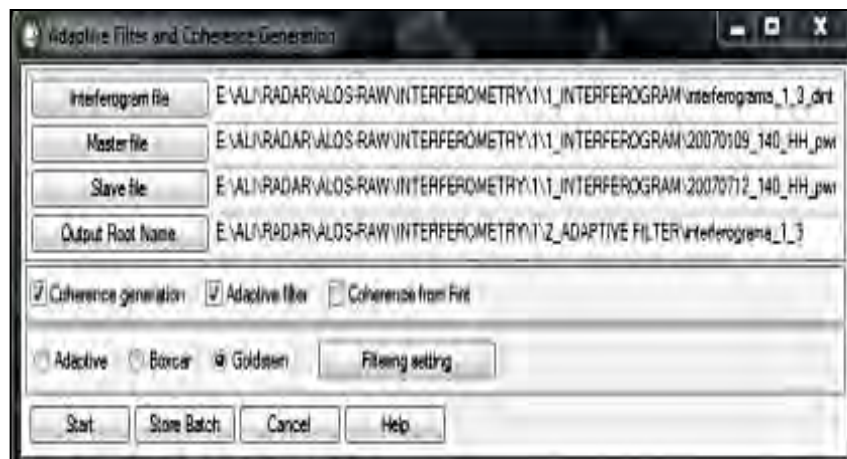 Adaptive Filter and Coherence Generation
Interferogram file E:\ALI\RADAR\ALOS-RAW\INTERFEROMETRY\1\1_INTERFEROGRAM\interferograma_1_3_dint
Master file E:\ALI\RADAR\ALOS-RAW\INTERFEROMETRY\1\1_INTERFEROGRAM\20070109_140_HH_pwr
Slave file E:\ALI\RADAR\ALOS-RAW\INTERFEROMETRY\1\1_INTERFEROGRAM\20070712_140_HH_pwr
Output Root Name E:\ALI\RADAR\ALOS-RAW\INTERFEROMETRY\1\2_ADAPTIVE FILTER\interferograma_1_3
Coherence generation Adaptive filter Coherence from Fint
Adaptive Boxcar Goldstein Filtering setting
Start Store Batch Cancel Help